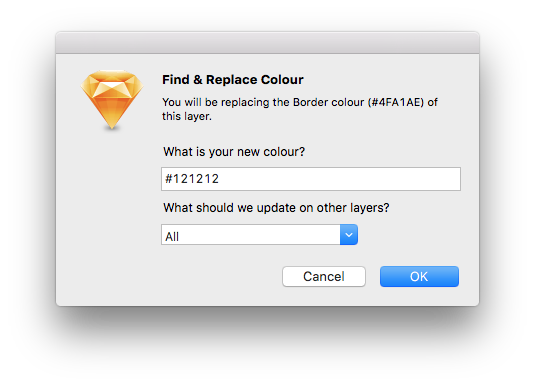 Find & Replace Colour
You will be replacing the Border colour (#4FA1AE) of
this layer.
What is your new colour?
#121212
What should we update on other layers?
All
Cancel
OK